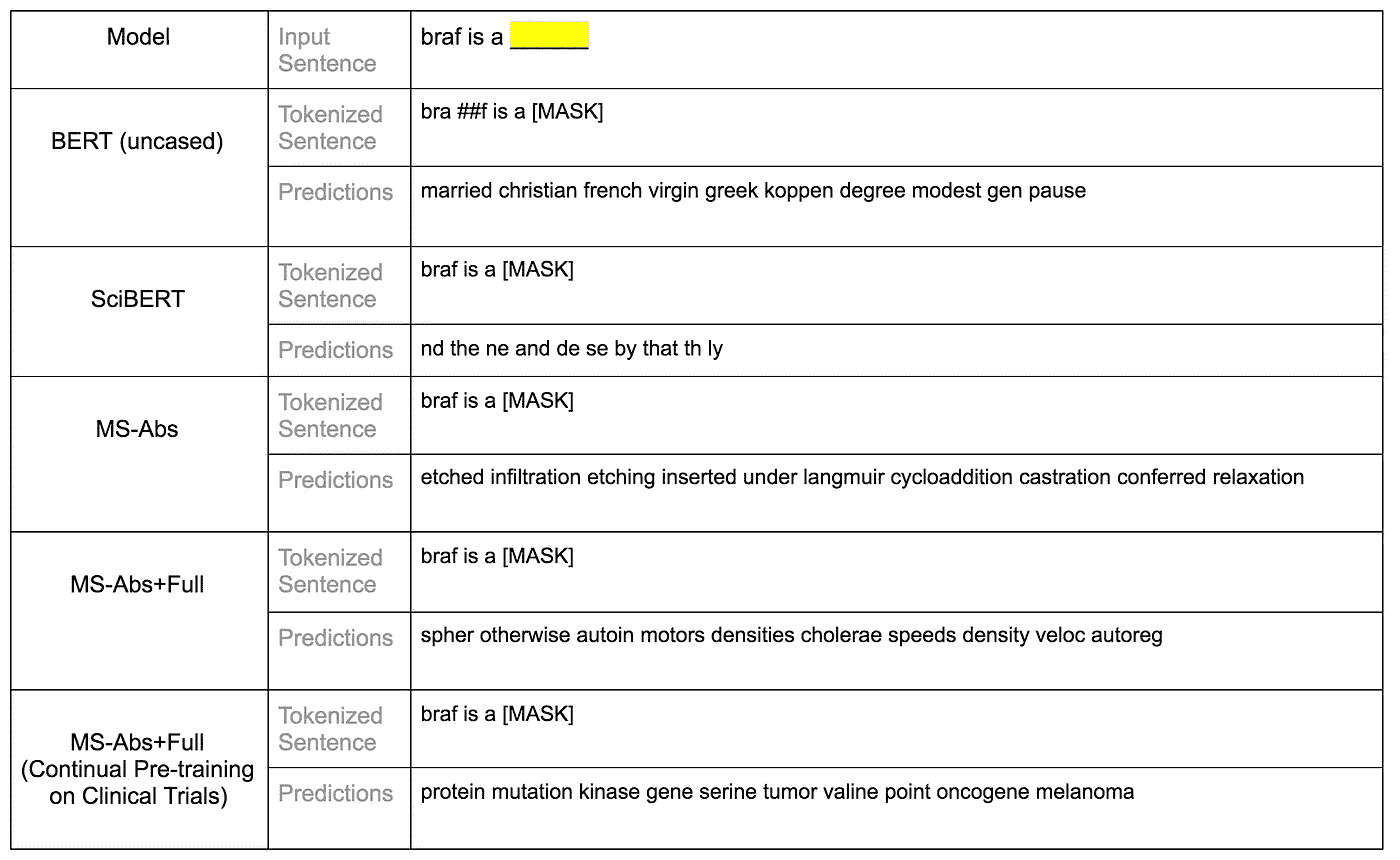 Model
Input
Sentence
braf is a ______
BERT (uncased)
Tokenized
Sentence
bra ##f is a [MASK]
Predictions
married christian french virgin greek koppen degree modest gen pause
SciBERT
Tokenized
Sentence
braf is a [MASK]
Predictions
nd the ne and de se by that th ly
MS-Abs
Tokenized
Sentence
braf is a [MASK]
Predictions
etched infiltration etching inserted under langmuir cycloaddition castration conferred relaxation
MS-Abs+Full
Tokenized
Sentence
braf is a [MASK]
Predictions
spher otherwise autoin motors densities cholerae speeds density veloc autoreg
MS-Abs+Full
(Continual Pre-training
on Clinical Trials)
Tokenized
Sentence
braf is a [MASK]
Predictions
protein mutation kinase gene serine tumor valine point oncogene melanoma